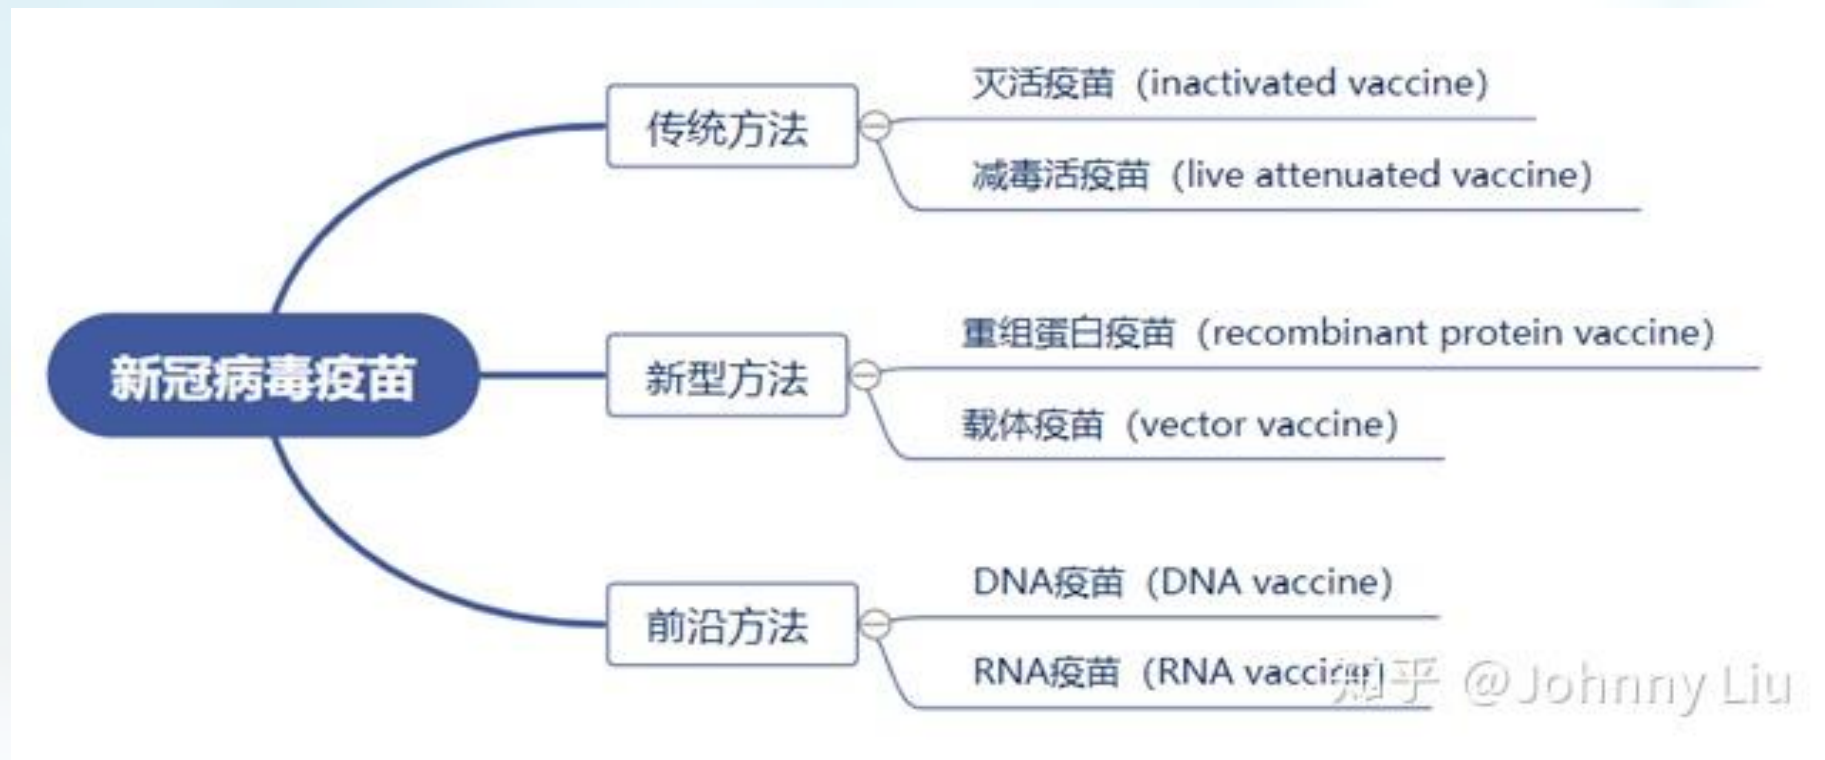 传统方法
灭活疫苗（inactivated vaccine）
减毒活疫苗（live attenuated vaccine）
新冠病毒疫苗
新型方法
重组蛋白疫苗（recombinant protein vaccine）
载体疫苗（vector vaccine）
前沿方法
DNA疫苗（DNA vaccine）
RNA疫苗（RNA vaccine）
知乎 @Johnny Liu